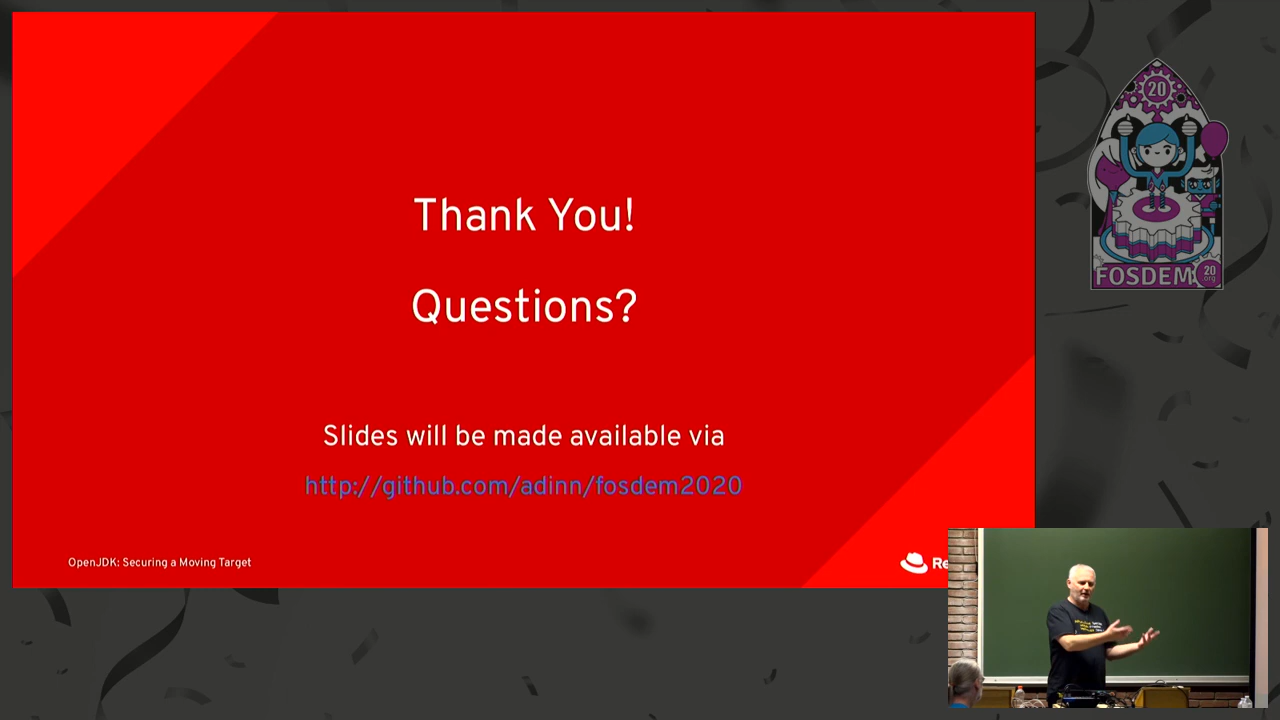 Thank You!
Questions?
Slides will be made available via
http://github.com/adinn/fosdem2020
OpenJDK: Securing a Moving Target
20
FOSDEM
20
.org